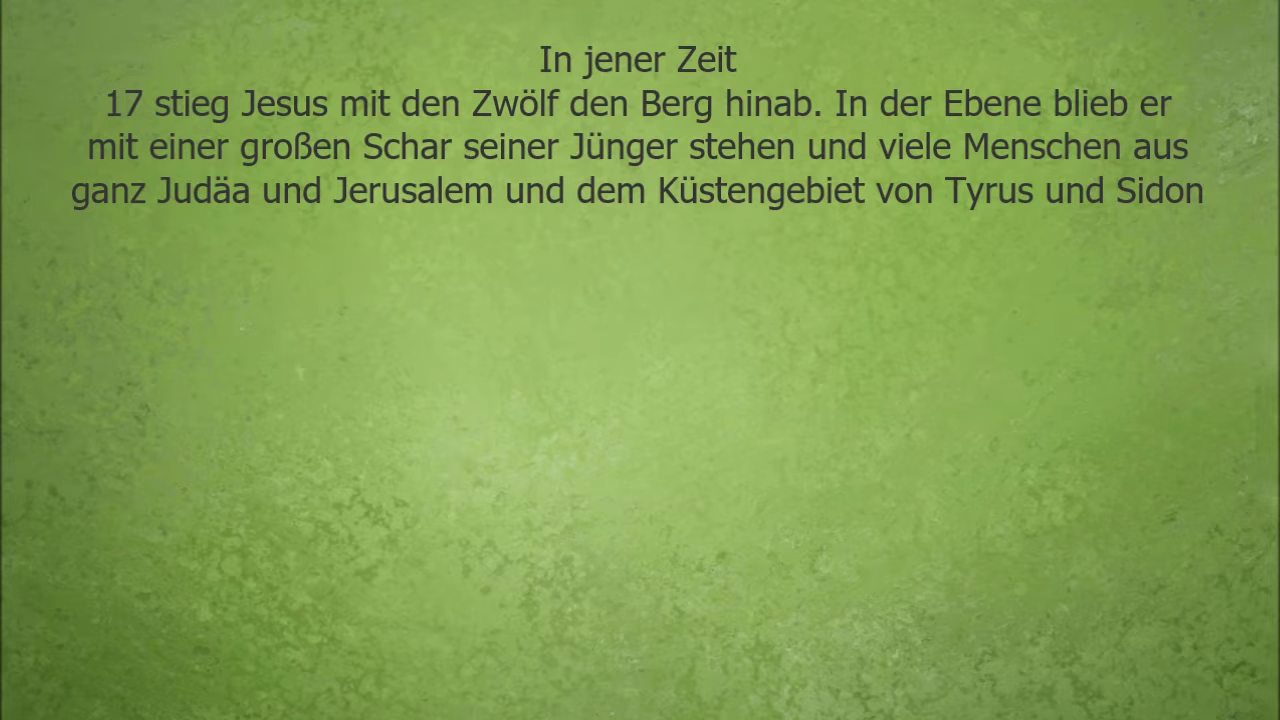 In jener Zeit
17 stieg Jesus mit den Zwölf den Berg hinab. In der Ebene blieb er
mit einer großen Schar seiner Jünger stehen und viele Menschen aus
ganz Judäa und Jerusalem und dem Küstengebiet von Tyrus und Sidon